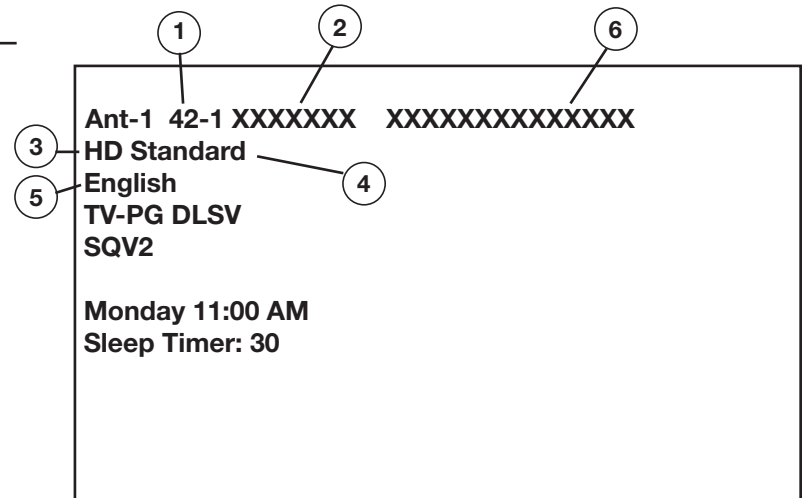 1 2 6
Ant-1 42-1 XXXXXXX XXXXXXXXXXXXXX
3 HD Standard 4
5 English
TV-PG DLSV
SQV2
Monday 11:00 AM
Sleep Timer: 30